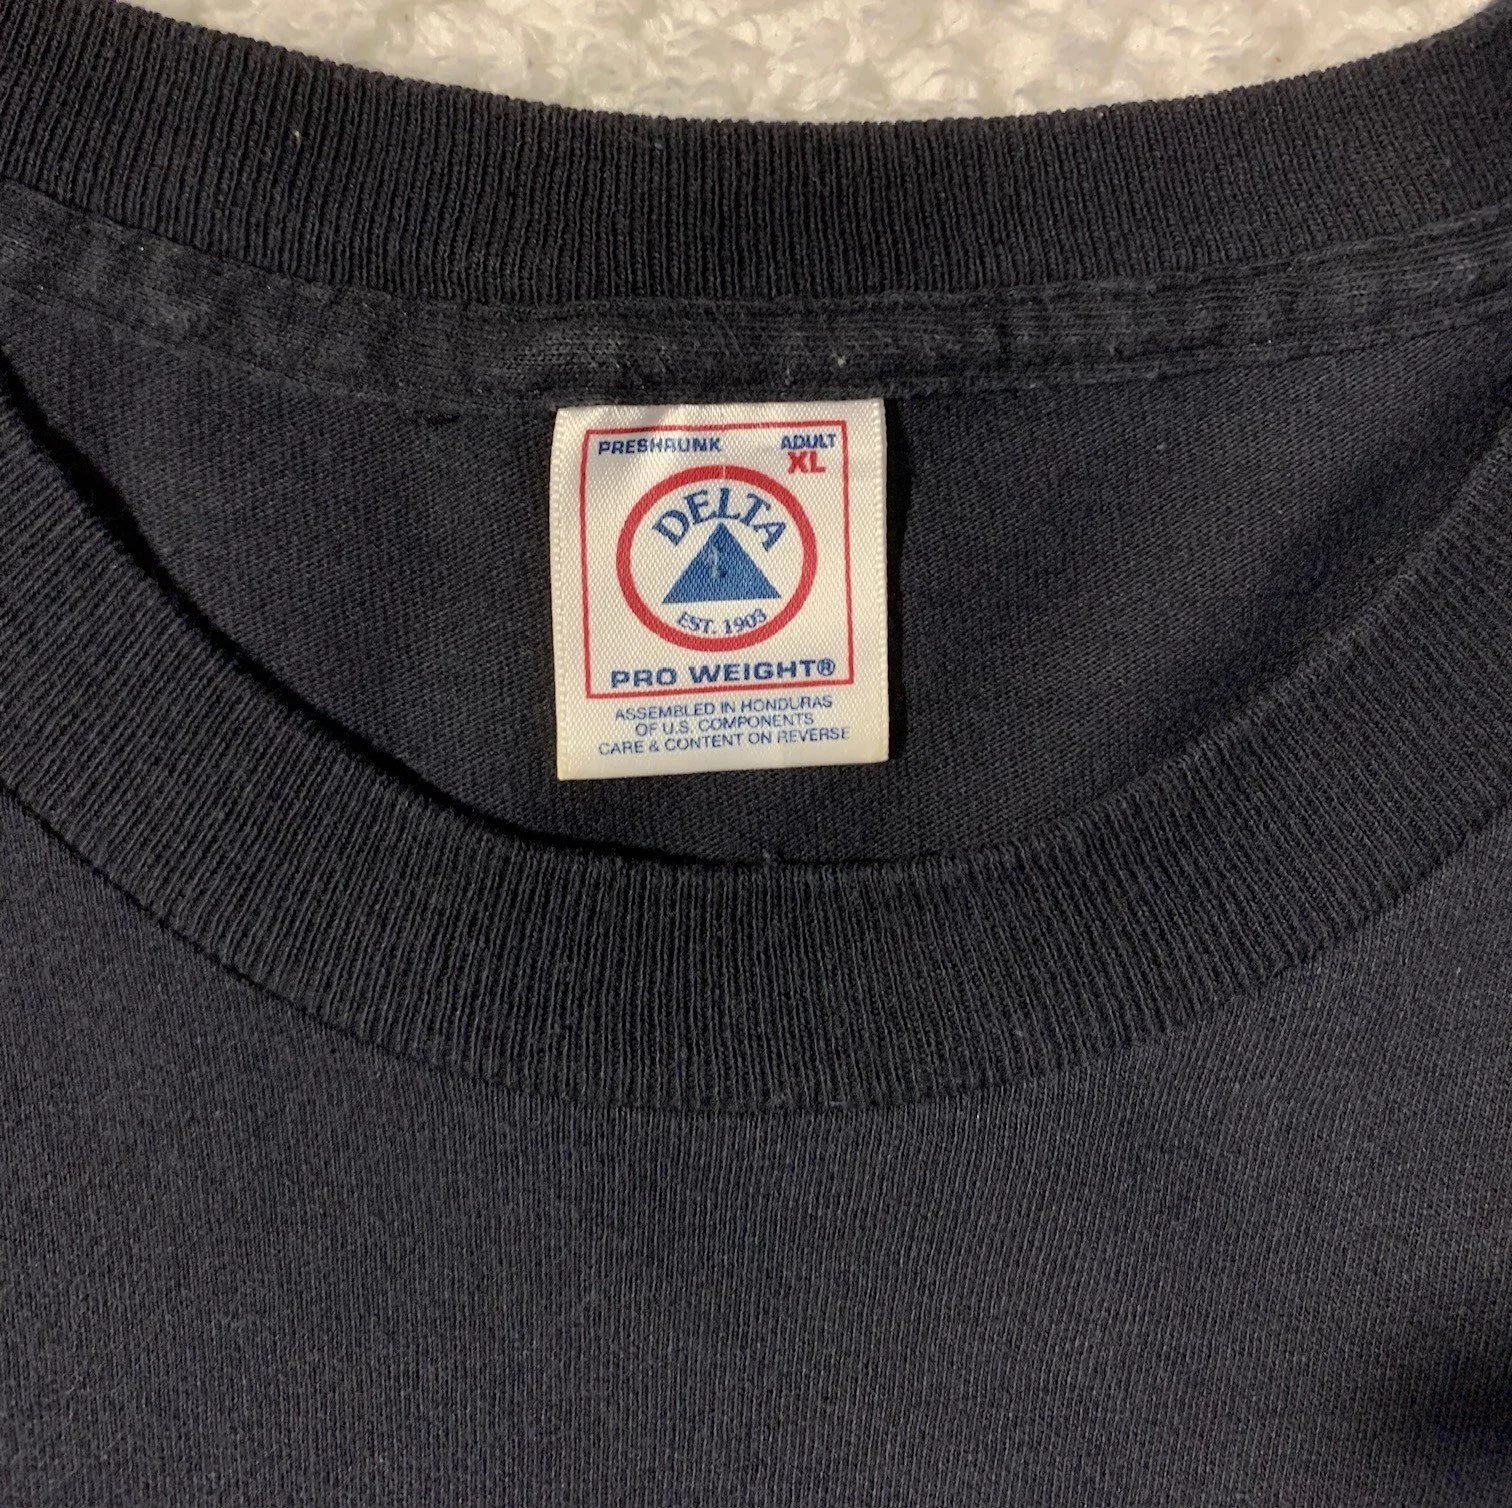 PRESHRUNK ADULT
XL
DELTA
EST. 1903
PRO WEIGHT®
ASSEMBLED IN HONDURAS
OF U.S. COMPONENTS
CARE & CONTENT ON REVERSE